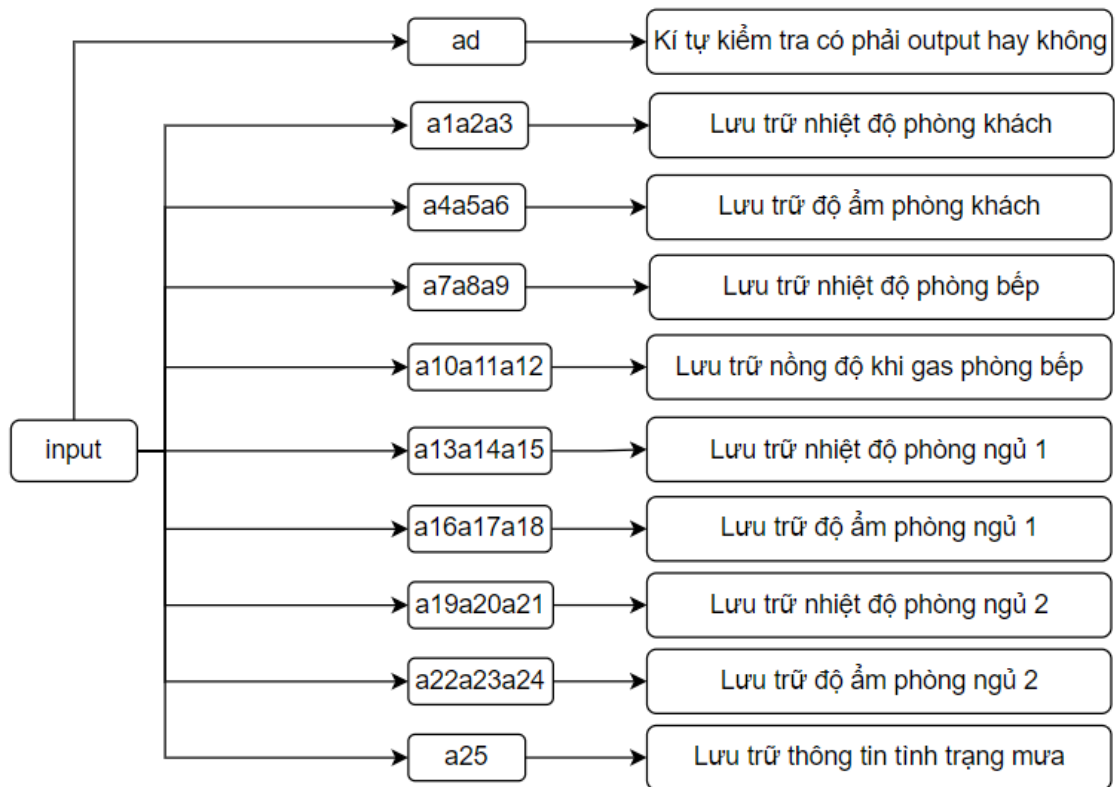 ad
Kí tự kiểm tra có phải output hay không
a1a2a3
Lưu trữ nhiệt độ phòng khách
a4a5a6
Lưu trữ độ ẩm phòng khách
a7a8a9
Lưu trữ nhiệt độ phòng bếp
a10a11a12
Lưu trữ nồng độ khi gas phòng bếp
input
a13a14a15
Lưu trữ nhiệt độ phòng ngủ 1
a16a17a18
Lưu trữ độ ẩm phòng ngủ 1
a19a20a21
Lưu trữ nhiệt độ phòng ngủ 2
a22a23a24
Lưu trữ độ ẩm phòng ngủ 2
a25
Lưu trữ thông tin tình trạng mưa